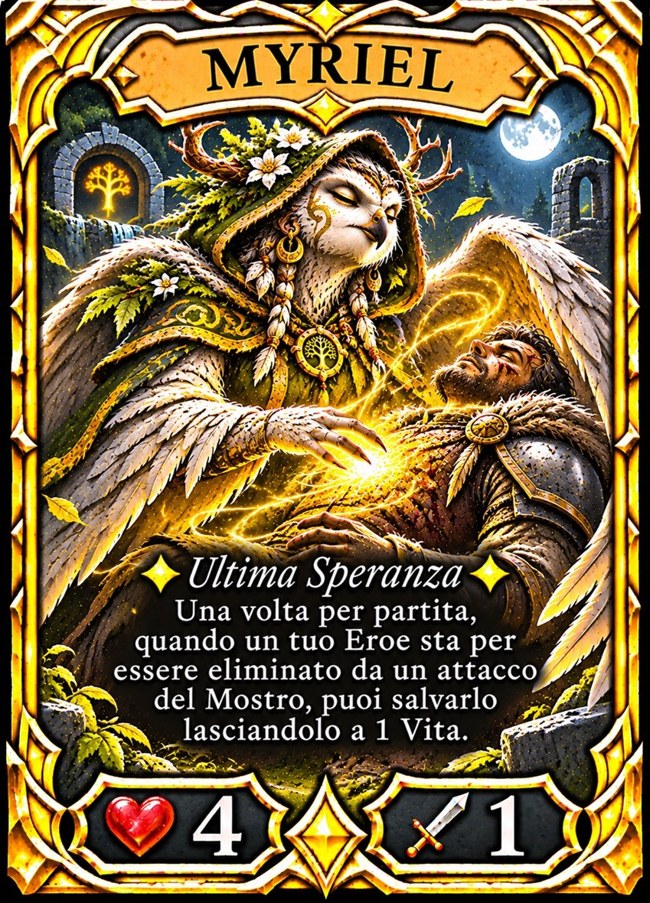 MYRIEL
Ultima Speranza
Una volta per partita,
quando un tuo Eroe sta per
essere eliminato da un attacco
del Mostro, puoi salvarlo
lasciandolo a 1 Vita.
4
1